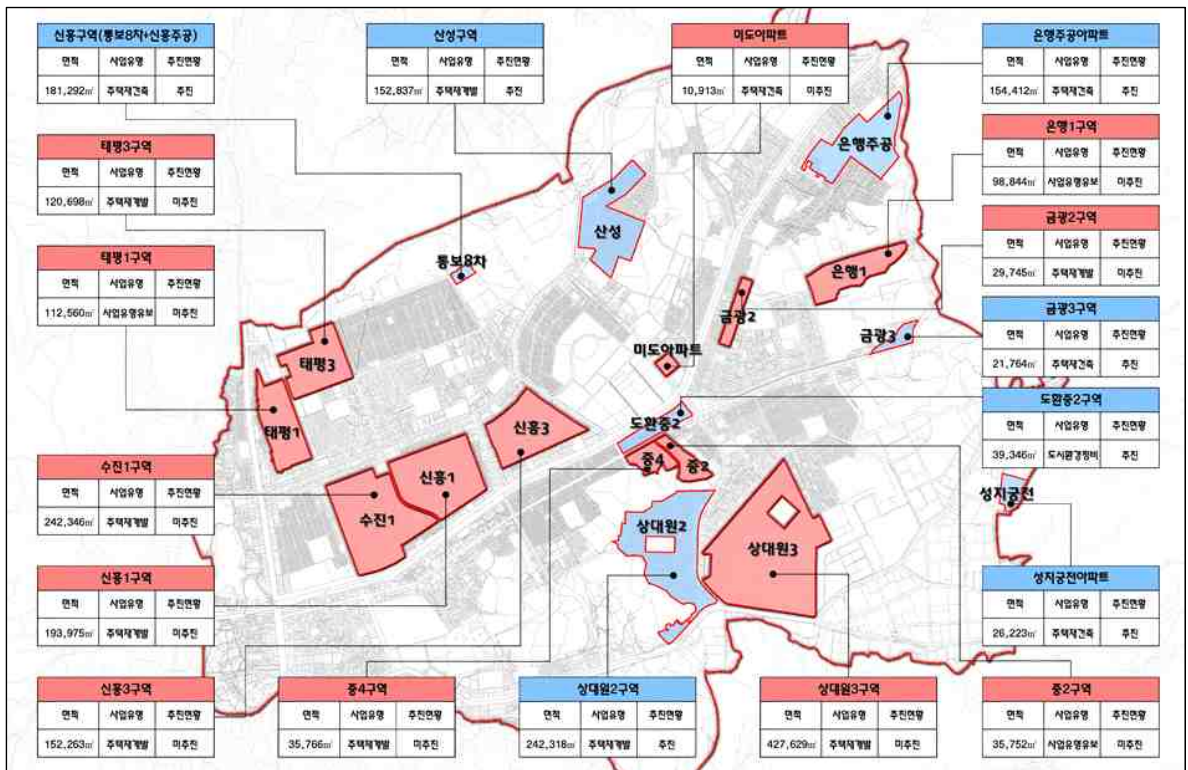 신흥구역(통보8차+신흥주공)
면적 사업유형 추진현황
181,292㎡ 주택재건축 추진
산성구역
면적 사업유형 추진현황
152,837㎡ 주택재개발 추진
미도아파트
면적 사업유형 추진현황
10,913㎡ 주택재건축 미추진
은행주공아파트
면적 사업유형 추진현황
154,412㎡ 주택재건축 추진
태평3구역
면적 사업유형 추진현황
120,698㎡ 주택재개발 미추진
은행1구역
면적 사업유형 추진현황
98,844㎡ 사업유형유보 미추진
태평1구역
면적 사업유형 추진현황
112,560㎡ 사업유형유보 미추진
금광2구역
면적 사업유형 추진현황
29,745㎡ 주택재개발 미추진
금광3구역
면적 사업유형 추진현황
21,764㎡ 주택재건축 추진
도환중2구역
면적 사업유형 추진현황
39,346㎡ 도시환경정비 추진
수진1구역
면적 사업유형 추진현황
242,346㎡ 주택재개발 미추진
신흥1구역
면적 사업유형 추진현황
193,975㎡ 주택재개발 미추진
성지궁전아파트
면적 사업유형 추진현황
26,223㎡ 주택재건축 추진
신흥3구역
면적 사업유형 추진현황
152,263㎡ 주택재개발 미추진
중4구역
면적 사업유형 추진현황
35,766㎡ 주택재개발 미추진
상대원2구역
면적 사업유형 추진현황
242,318㎡ 주택재개발 추진
상대원3구역
면적 사업유형 추진현황
427,629㎡ 주택재개발 미추진
중2구역
면적 사업유형 추진현황
35,752㎡ 사업유형유보 미추진
은행주공
산성
통보8차
은행1
금광2
금광3
미도아파트
태평3
태평1
신흥3
도환중2
중4
중2
신흥1
수진1
성지궁전
상대원2
상대원3